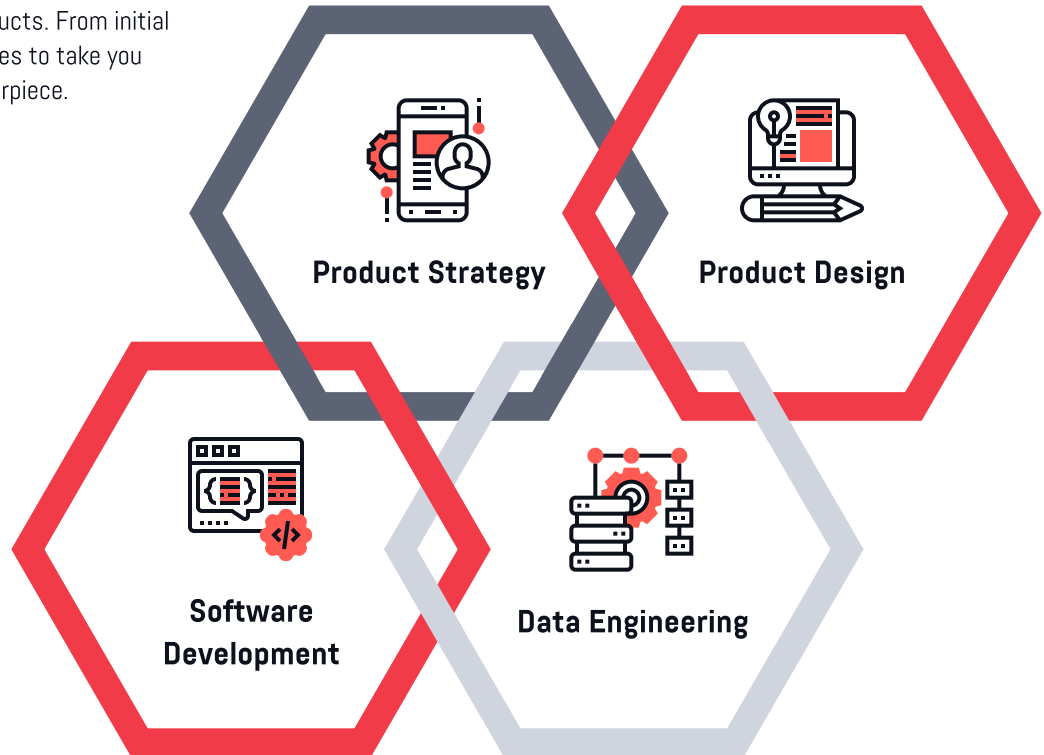 ucts. From initial
es to take you
rpiece.
Product Strategy
Product Design
Software
Development
Data Engineering